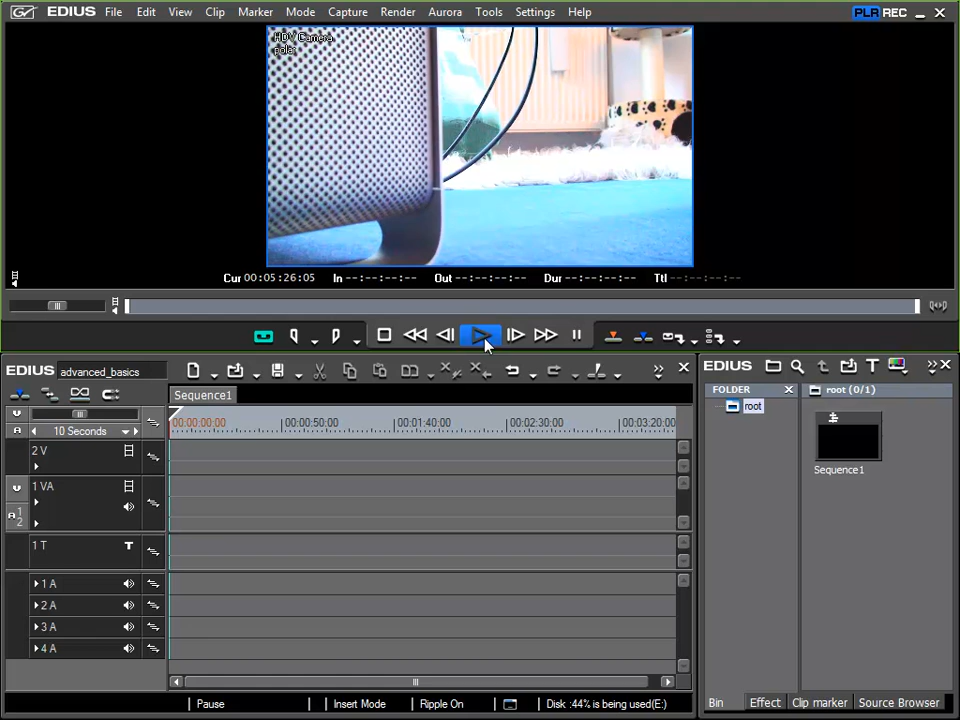 EDIUS File Edit View Clip Marker Mode Capture Render Aurora Tools Settings Help PLR REC
HDV Camera
polar
Cur 00:05:26:05 In --:--:--:-- Out --:--:--:-- Dur --:--:--:-- Ttl --:--:--:--
EDIUS advanced_basics
Sequence1
00:00:00:00 00:00:50:00 00:01:40:00 00:02:30:00 00:03:20:00
10 Seconds
2 V
1 VA
1 T
1 A
2 A
3 A
4 A
EDIUS
FOLDER
root
root (0/1)
Sequence1
Bin Effect Clip marker Source Browser
Pause Insert Mode Ripple On Disk :44% is being used(E:)